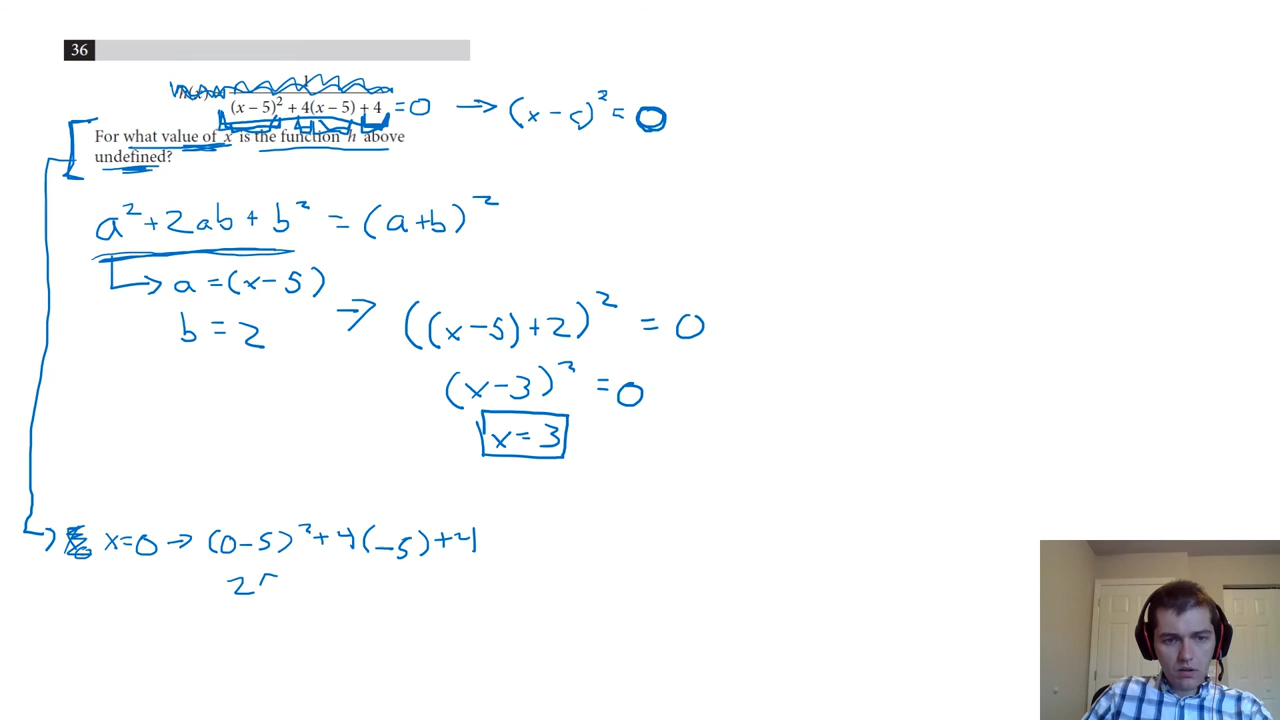 36
1
(x − 5)² + 4(x − 5) + 4 = 0 → (x − 5)² = 0
For what value of x is the function h above
undefined?
a² + 2ab + b² = (a+b)²
a = (x − 5)
b = 2 → ((x−5)+2)² = 0
(x−3)² = 0
x = 3
x=0 → (0−5)² + 4(−5) + 4
25